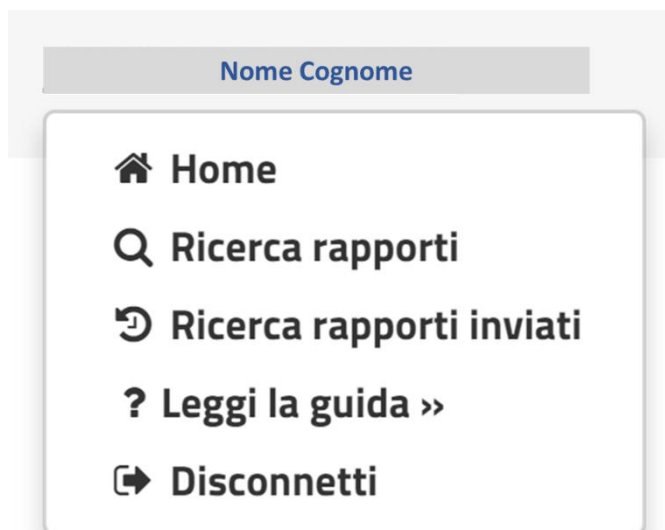 Nome Cognome
Home
Ricerca rapporti
Ricerca rapporti inviati
? Leggi la guida »
Disconnetti